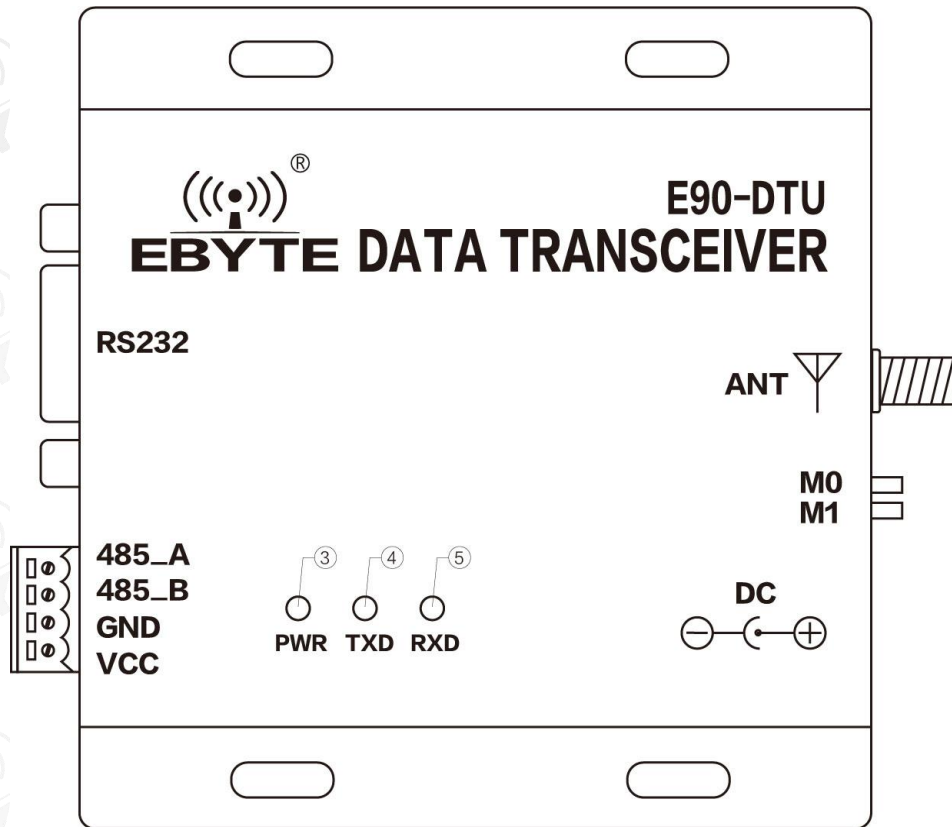 ®
E90-DTU
EBYTE DATA TRANSCEIVER
RS232
ANT
M0
M1
485_A
485_B
GND
VCC
③ ④ ⑤
PWR TXD RXD
DC